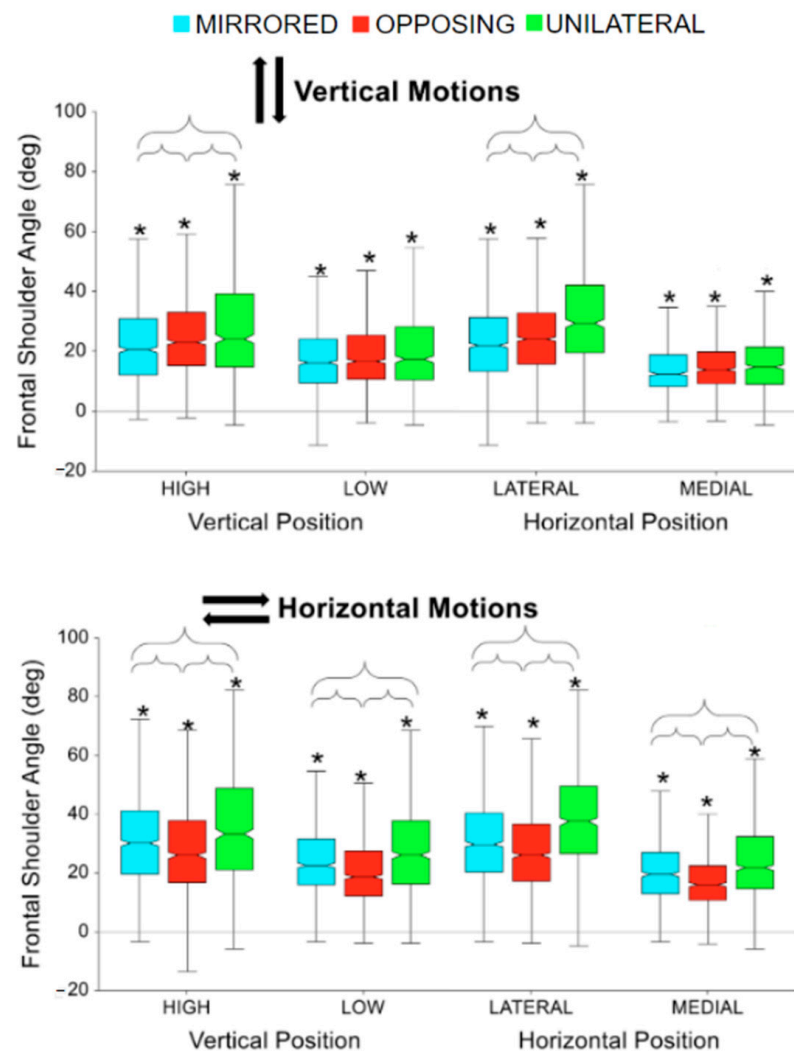 MIRRORED OPPOSING UNILATERAL
Vertical Motions
Frontal Shoulder Angle (deg)
100
80
60
40
20
0
−20
* * * * * * * * * * * *
HIGH LOW LATERAL MEDIAL
Vertical Position Horizontal Position
Horizontal Motions
Frontal Shoulder Angle (deg)
100
80
60
40
20
0
−20
* * * * * * * * * * * *
HIGH LOW LATERAL MEDIAL
Vertical Position Horizontal Position